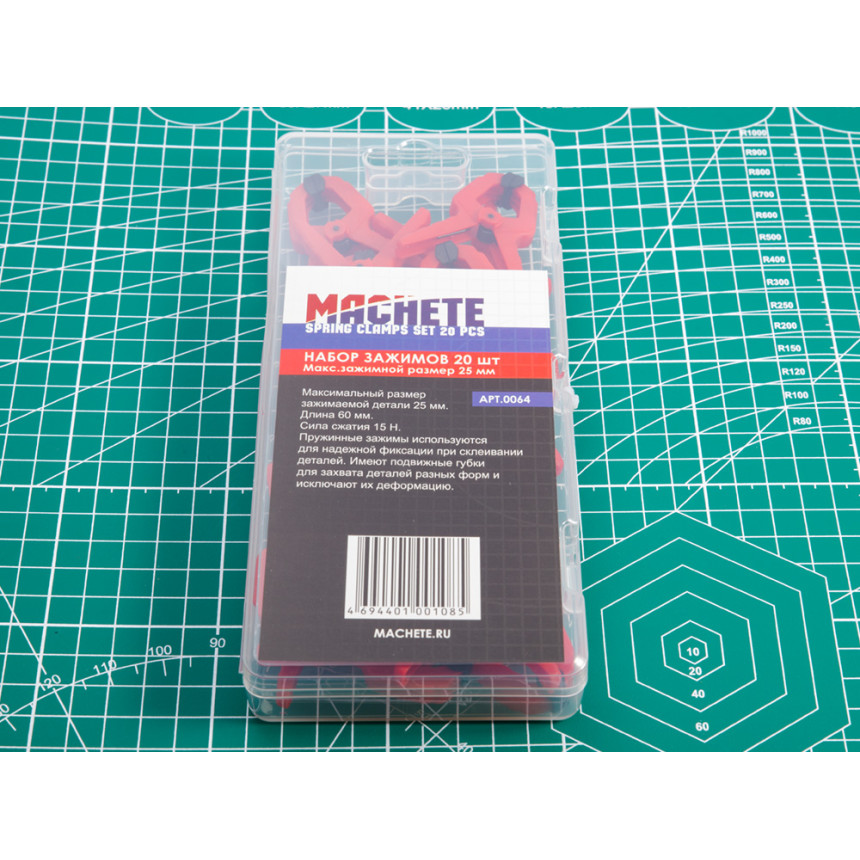 R1000
R900
R800
R700
R600
R500
R400
R300
R250
R200
R150
R120
R100
R80
MACHETE
SPRING CLAMPS SET 20 PCS
НАБОР ЗАЖИМОВ 20 ШТ
Макс.зажимной размер 25 мм
АРТ.0064
Максимальный размер
зажимаемой детали 25 мм.
Длина 60 мм.
Сила сжатия 15 Н.
Пружинные зажимы используются
для надежной фиксации при склеивании
деталей. Имеют подвижные губки
для захвата деталей разных форм и
исключают их деформацию.
4 694401 001085
MACHETE.RU
90
100
110
120
10
20
40
60